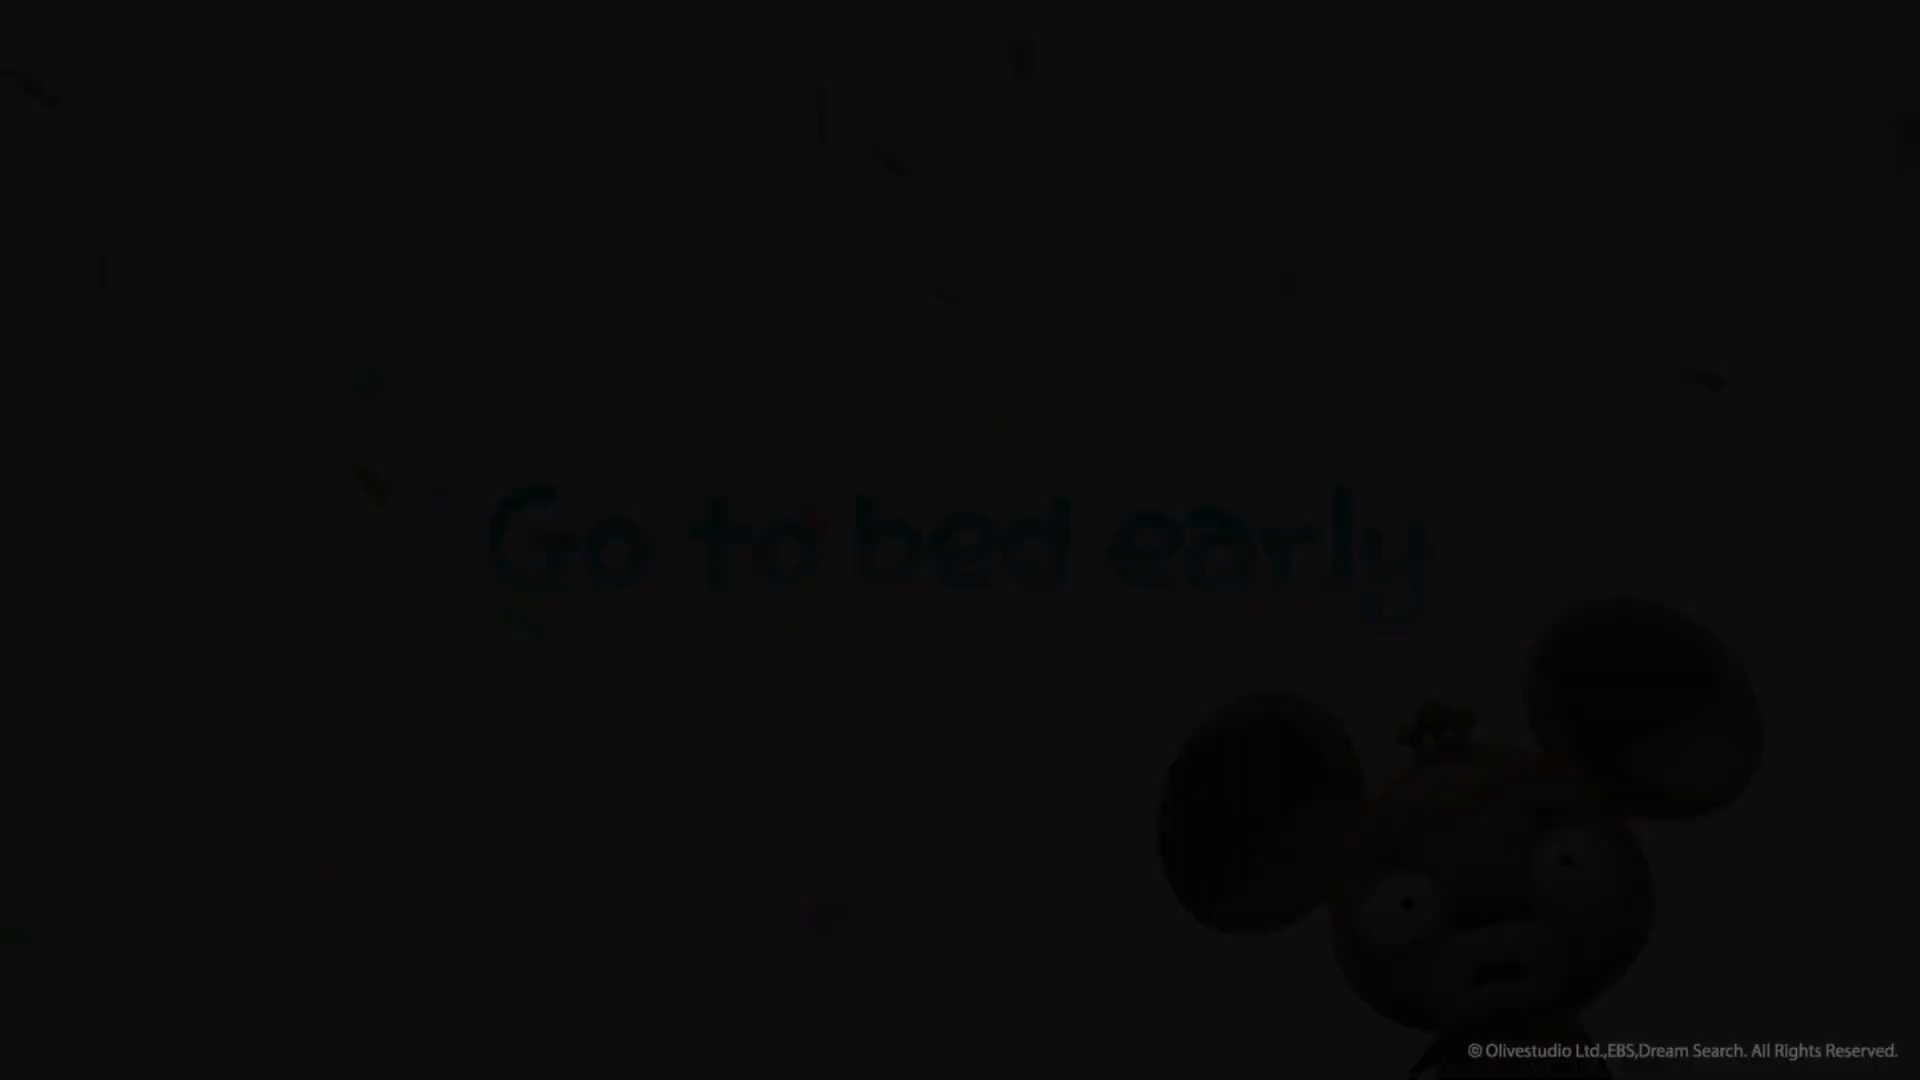 Go to bed early
© Olivestudio Ltd.,EBS,Dream Search. All Rights Reserved.